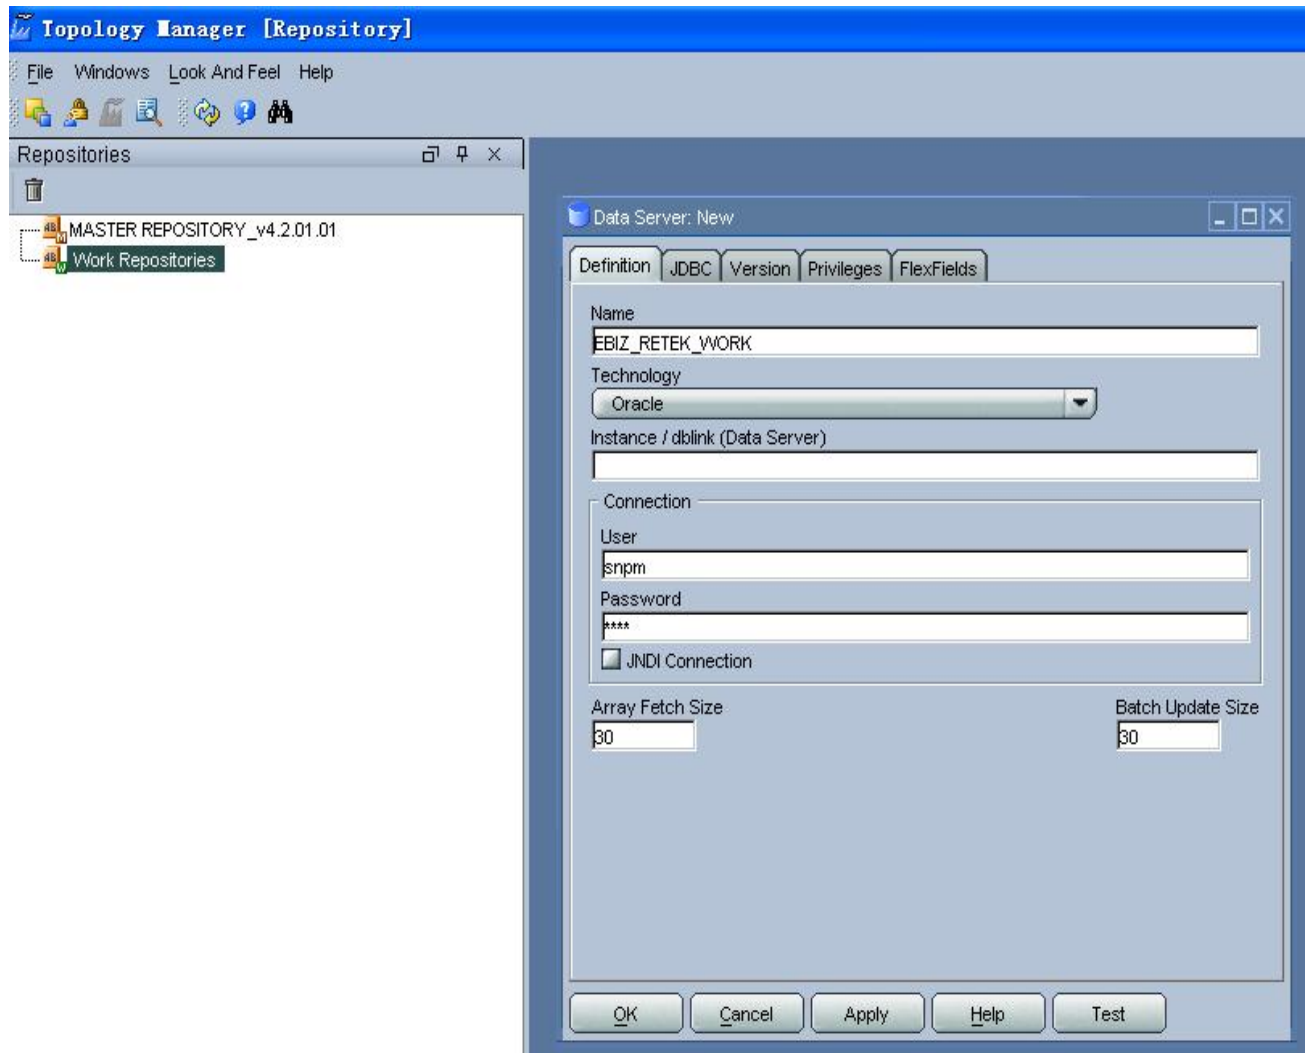 Topology Manager [Repository]
File Windows Look And Feel Help
Repositories
MASTER REPOSITORY_v4.2.01.01
Work Repositories
Data Server: New
Definition JDBC Version Privileges FlexFields
Name
EBIZ_RETEK_WORK
Technology
Oracle
Instance / dblink (Data Server)
Connection
User
snpm
Password
****
JNDI Connection
Array Fetch Size Batch Update Size
30 30
OK Cancel Apply Help Test